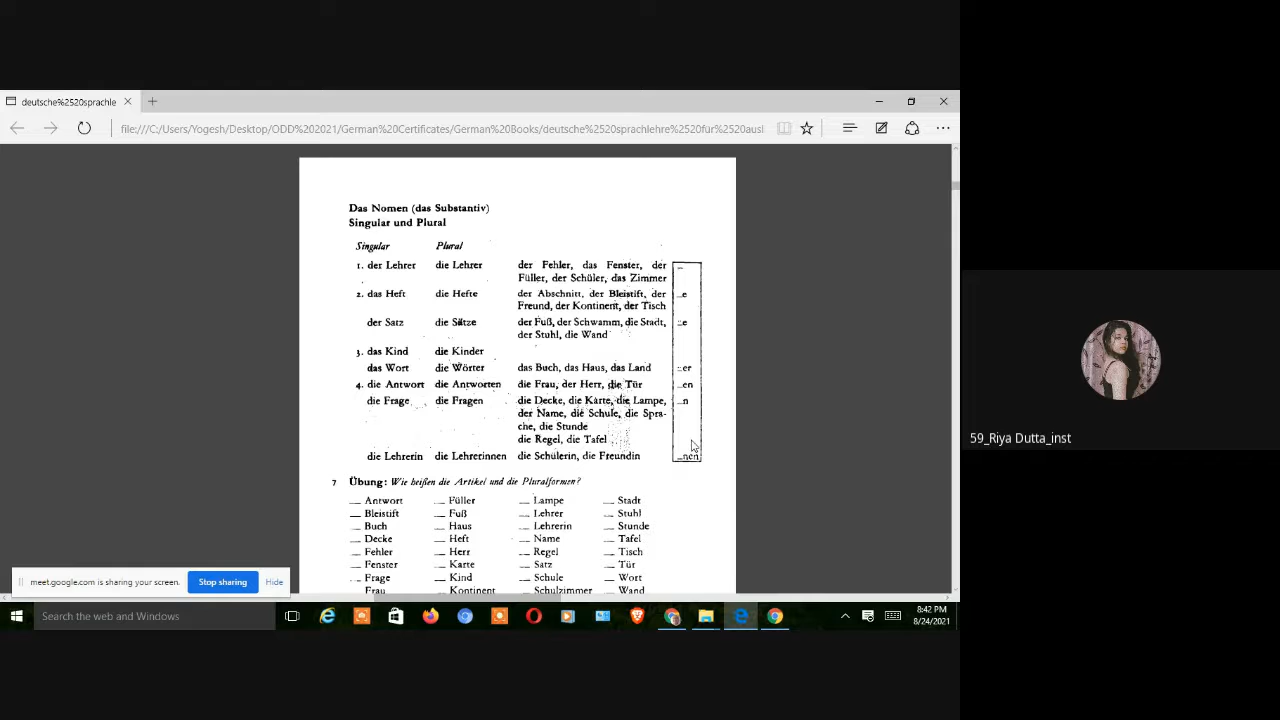 deutsche%2520sprachle
file:///C:/Users/Yogesh/Desktop/ODD%202021/German%20Certificates/German%20Books/deutsche%2520sprachlehre%2520für%2520ausl
Das Nomen (das Substantiv)
Singular und Plural
Singular Plural
1. der Lehrer die Lehrer der Fehler, das Fenster, der
Füller, der Schüler, das Zimmer
2. das Heft die Hefte der Abschnitt, der Bleistift, der _e
Freund, der Kontinent, der Tisch
der Satz die Sätze der Fuß, der Schwamm, die Stadt, ¨e
der Stuhl, die Wand
3. das Kind die Kinder
das Wort die Wörter das Buch, das Haus, das Land ¨er
4. die Antwort die Antworten die Frau, der Herr, die Tür _en
die Frage die Fragen die Decke, die Karte, die Lampe, _n
der Name, die Schule, die Spra-
che, die Stunde
die Regel, die Tafel
die Lehrerin die Lehrerinnen die Schülerin, die Freundin _nen
7 Übung: Wie heißen die Artikel und die Pluralformen?
__ Antwort __ Füller __ Lampe __ Stadt
__ Bleistift __ Fuß __ Lehrer __ Stuhl
__ Buch __ Haus __ Lehrerin __ Stunde
__ Decke __ Heft __ Name __ Tafel
__ Fehler __ Herr __ Regel __ Tisch
__ Fenster __ Karte __ Satz __ Tür
__ Frage __ Kind __ Schule __ Wort
__ Frau __ Kontinent __ Schulzimmer __ Wand
meet.google.com is sharing your screen. Stop sharing Hide
Search the web and Windows
8:42 PM
8/24/2021
59_Riya Dutta_inst